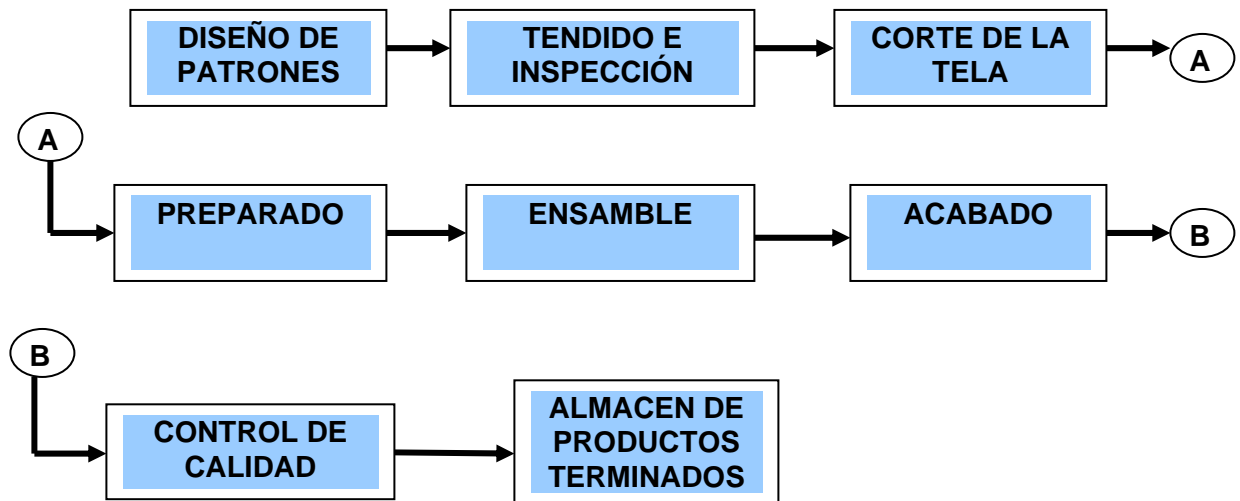 DISEÑO DE
PATRONES
TENDIDO E
INSPECCIÓN
CORTE DE LA
TELA
A
A
PREPARADO
ENSAMBLE
ACABADO
B
B
CONTROL DE
CALIDAD
ALMACEN DE
PRODUCTOS
TERMINADOS